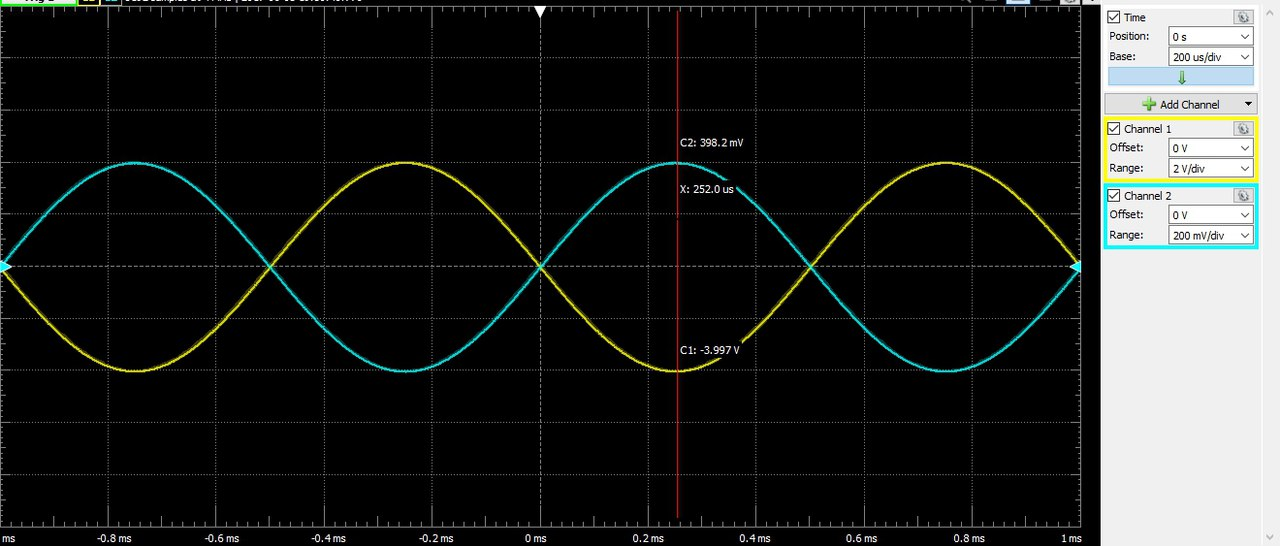 Time
Position: 0 s
Base: 200 us/div
Add Channel
Channel 1
Offset: 0 V
Range: 2 V/div
Channel 2
Offset: 0 V
Range: 200 mV/div
C2: 398.2 mV
X: 252.0 us
C1: -3.997 V
ms -0.8 ms -0.6 ms -0.4 ms -0.2 ms 0 ms 0.2 ms 0.4 ms 0.6 ms 0.8 ms 1 ms